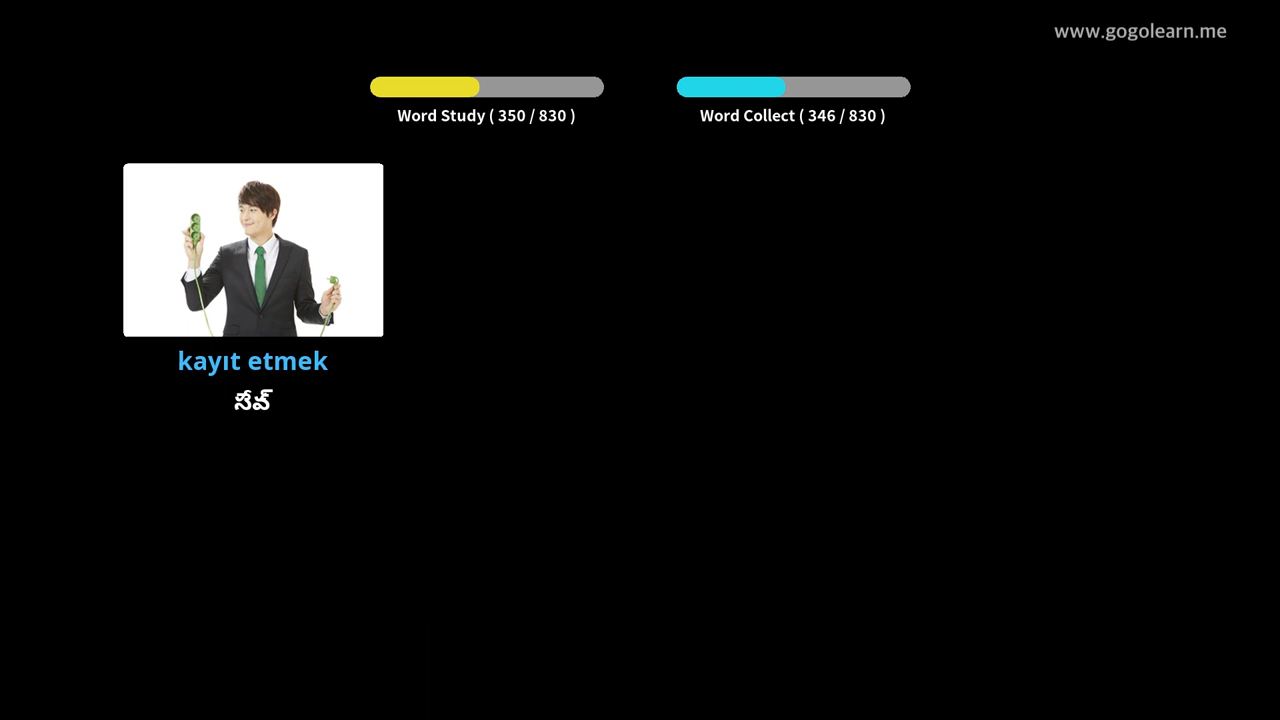 www.gogolearn.me
Word Study ( 350 / 830 )
Word Collect ( 346 / 830 )
kayıt etmek
సేవ్